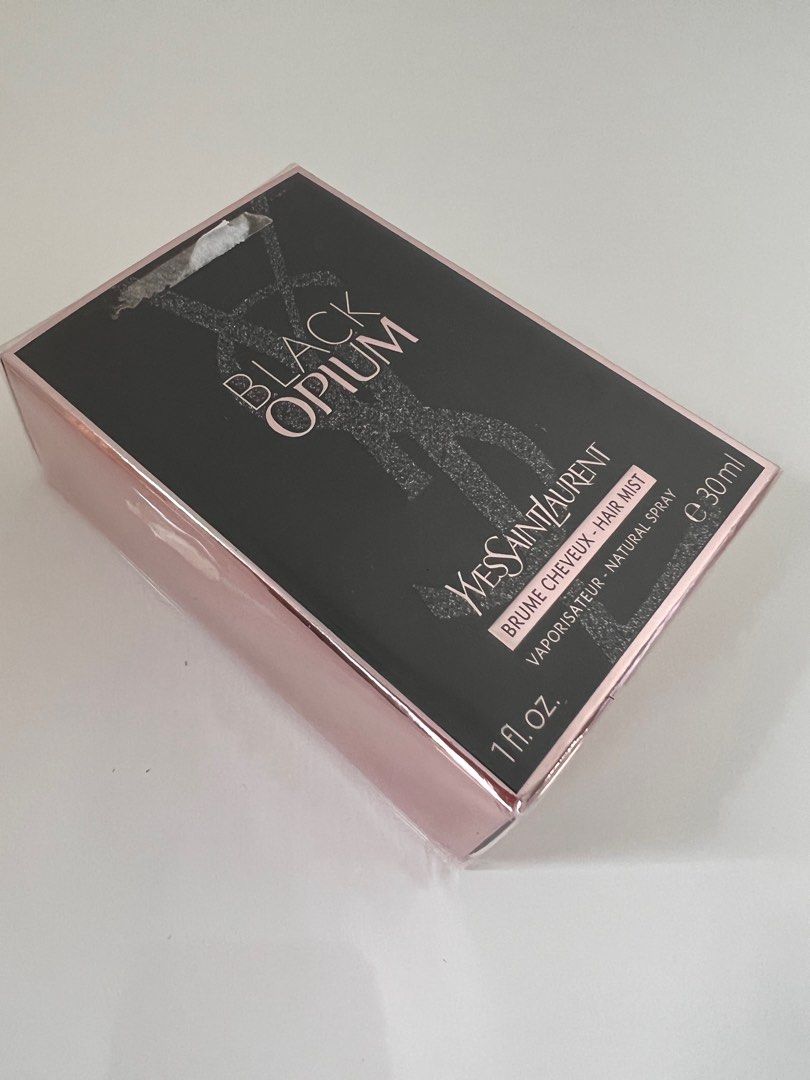 BLACK
OPIUM
YVESSAINTLAURENT
BRUME CHEVEUX - HAIR MIST
VAPORISATEUR - NATURAL SPRAY
1 fl. OZ. ℮ 30 ml